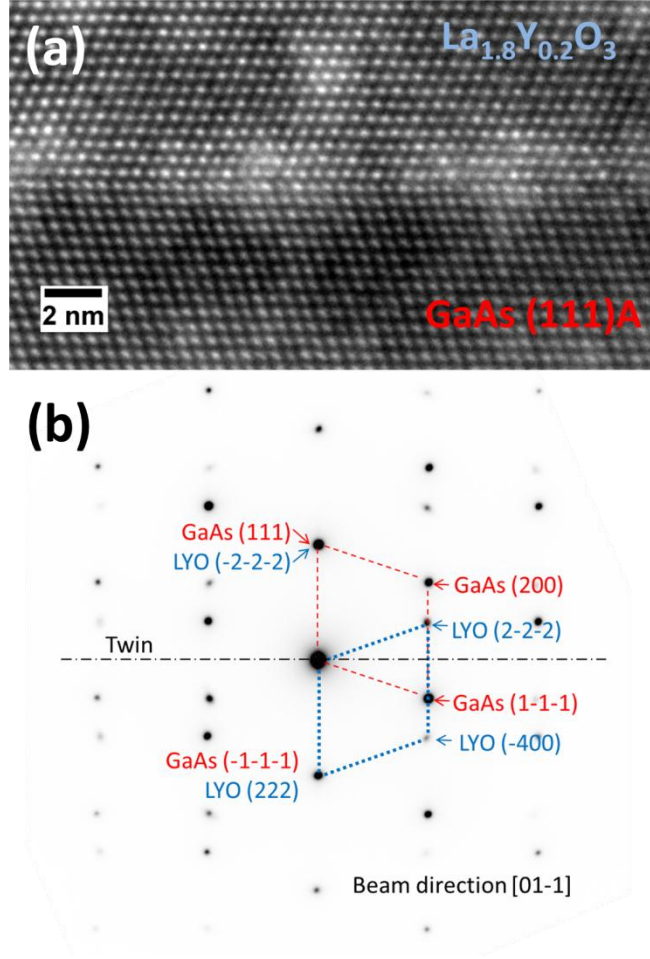 (a)
La1.8Y0.2O3
2 nm
GaAs (111)A
(b)
GaAs (111)
LYO (-2-2-2)
GaAs (200)
LYO (2-2-2)
Twin
GaAs (1-1-1)
LYO (-400)
GaAs (-1-1-1)
LYO (222)
Beam direction [01-1]